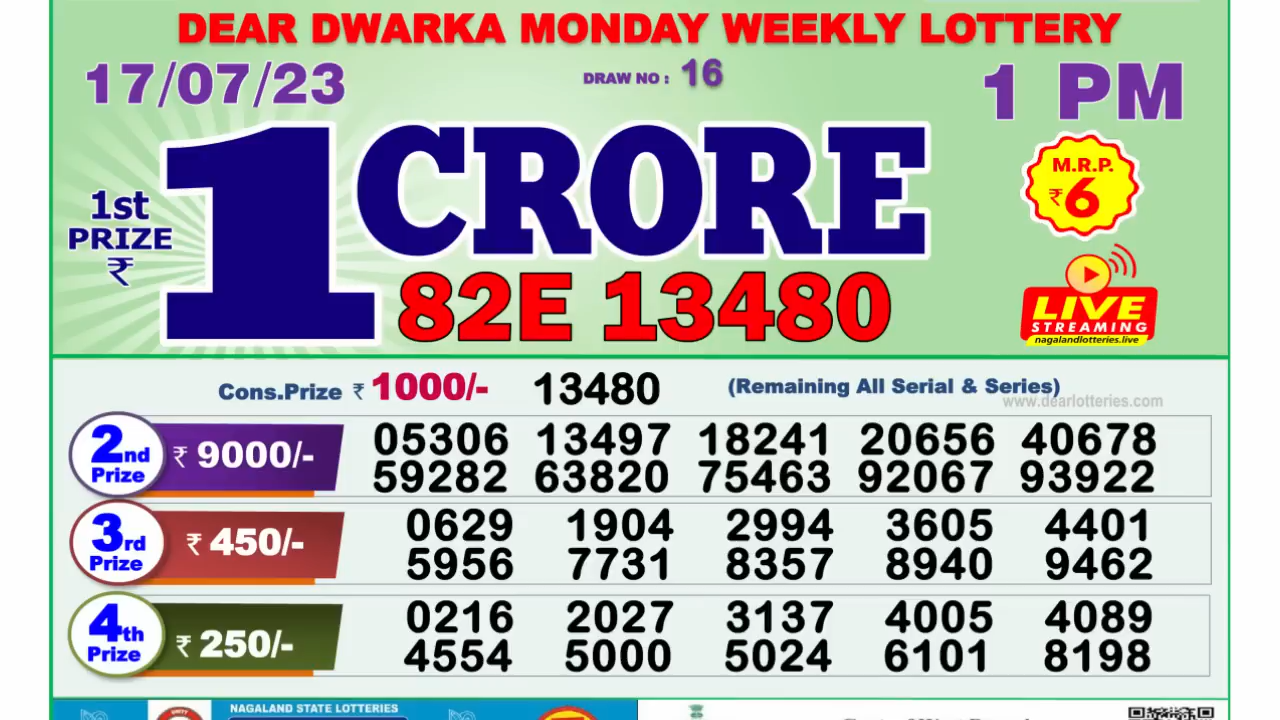 DEAR DWARKA MONDAY WEEKLY LOTTERY
17/07/23
DRAW NO : 16
1 PM
1st
PRIZE
₹
1 CRORE
82E 13480
M.R.P.
₹ 6
LIVE
STREAMING
nagalandlotteries.live
Cons.Prize ₹ 1000/- 13480 (Remaining All Serial & Series)
www.dearlotteries.com
2nd Prize ₹ 9000/-
05306 13497 18241 20656 40678
59282 63820 75463 92067 93922
3rd Prize ₹ 450/-
0629 1904 2994 3605 4401
5956 7731 8357 8940 9462
4th Prize ₹ 250/-
0216 2027 3137 4005 4089
4554 5000 5024 6101 8198
NAGALAND STATE LOTTERIES